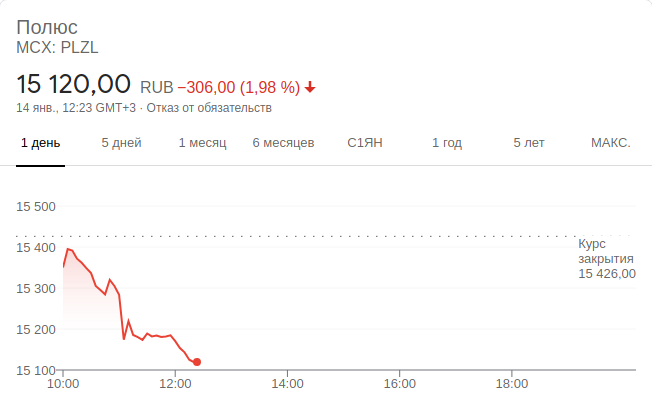 Полюс
MCX: PLZL
15 120,00 RUB −306,00 (1,98 %)
14 янв., 12:23 GMT+3 · Отказ от обязательств
1 день 5 дней 1 месяц 6 месяцев С1ЯН 1 год 5 лет МАКС.
15 500
15 400
15 300
15 200
15 100
Курс
закрытия
15 426,00
10:00 12:00 14:00 16:00 18:00